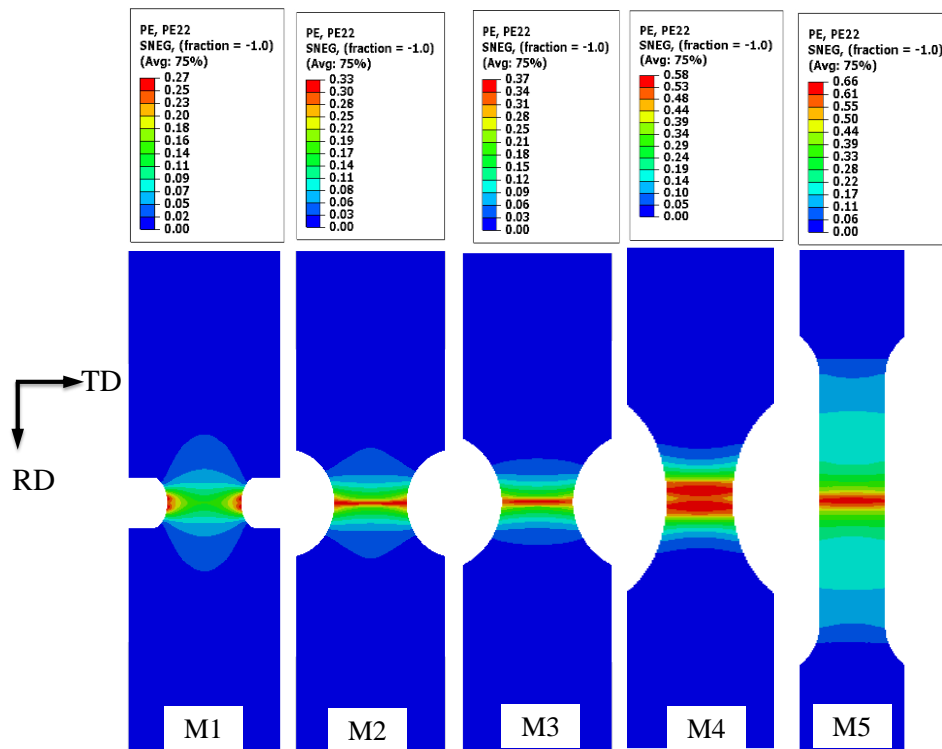 PE, PE22
SNEG, (fraction = -1.0)
(Avg: 75%)
0.27
0.25
0.23
0.20
0.18
0.16
0.14
0.11
0.09
0.07
0.05
0.02
0.00
PE, PE22
SNEG, (fraction = -1.0)
(Avg: 75%)
0.33
0.30
0.28
0.25
0.22
0.19
0.17
0.14
0.11
0.08
0.06
0.03
0.00
PE, PE22
SNEG, (fraction = -1.0)
(Avg: 75%)
0.37
0.34
0.31
0.28
0.25
0.21
0.18
0.15
0.12
0.09
0.06
0.03
0.00
PE, PE22
SNEG, (fraction = -1.0)
(Avg: 75%)
0.58
0.53
0.48
0.44
0.39
0.34
0.29
0.24
0.19
0.14
0.10
0.05
0.00
PE, PE22
SNEG, (fraction = -1.0)
(Avg: 75%)
0.66
0.61
0.55
0.50
0.44
0.39
0.33
0.28
0.22
0.17
0.11
0.06
0.00
TD
RD
M1
M2
M3
M4
M5